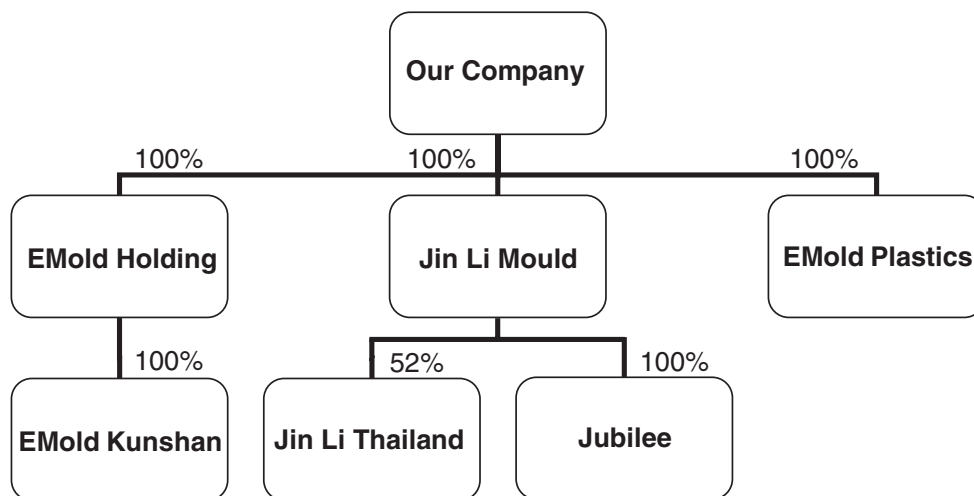 Our Company
100%
100%
100%
EMold Holding
Jin Li Mould
EMold Plastics
100%
52%
100%
EMold Kunshan
Jin Li Thailand
Jubilee